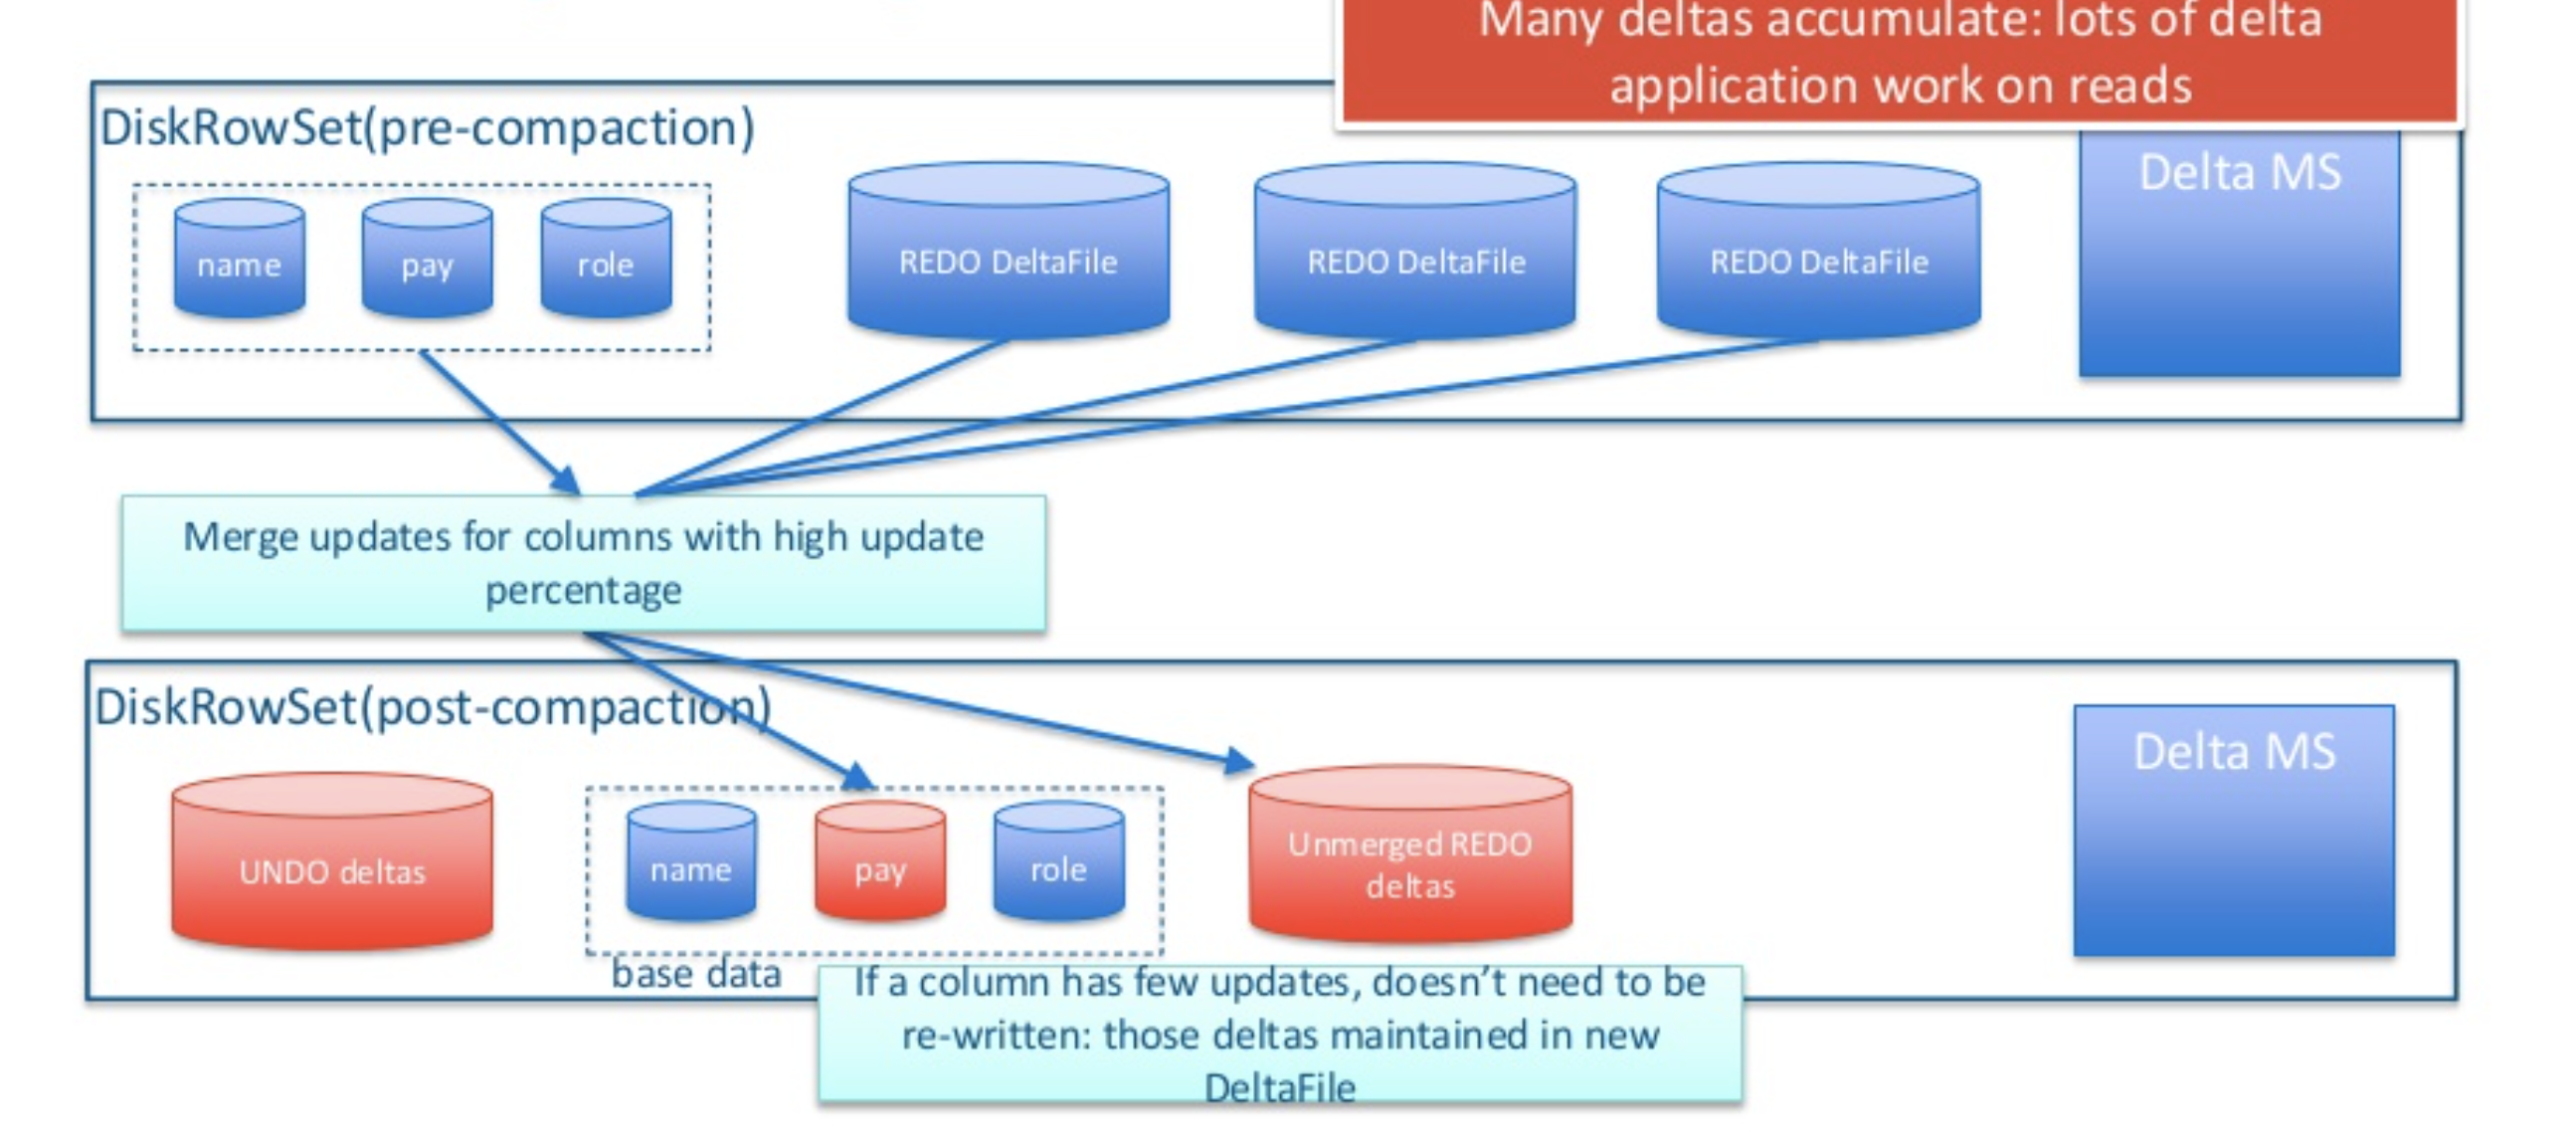 Many deltas accumulate: lots of delta
application work on reads
DiskRowSet(pre-compaction)
name
pay
role
REDO DeltaFile
REDO DeltaFile
REDO DeltaFile
Delta MS
Merge updates for columns with high update
percentage
DiskRowSet(post-compaction)
UNDO deltas
name
pay
role
base data
Unmerged REDO
deltas
Delta MS
If a column has few updates, doesn’t need to be
re-written: those deltas maintained in new
DeltaFile